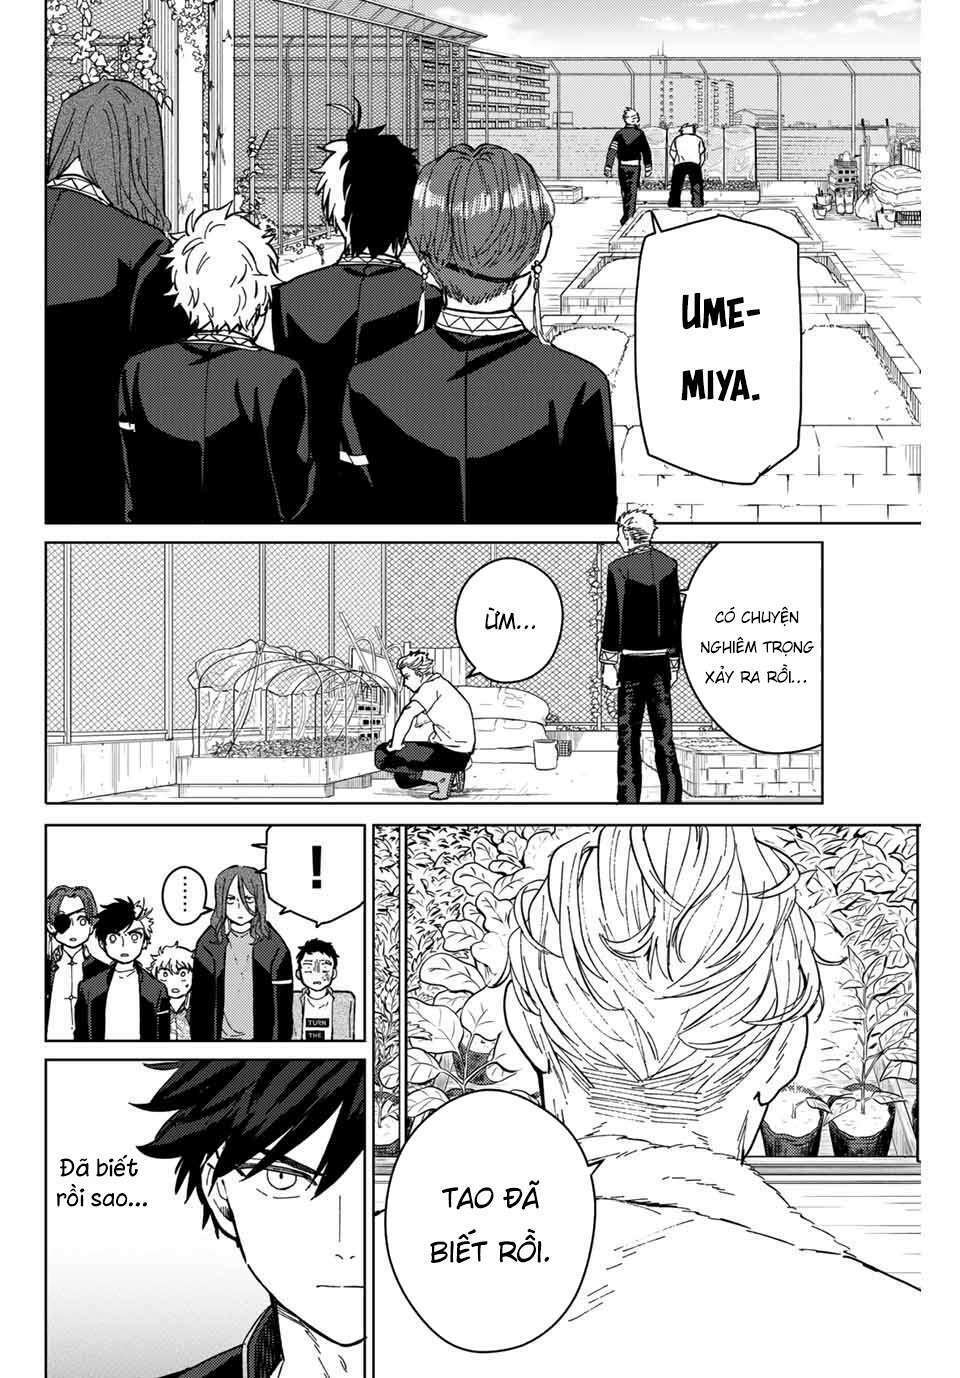 UME-
MIYA.
CÓ CHUYỆN
NGHIÊM TRỌNG
XẢY RA RỒI...
ỪM...
!
......
TURN
THE
TAO ĐÃ
BIẾT RỒI.
Đã biết
rồi sao...